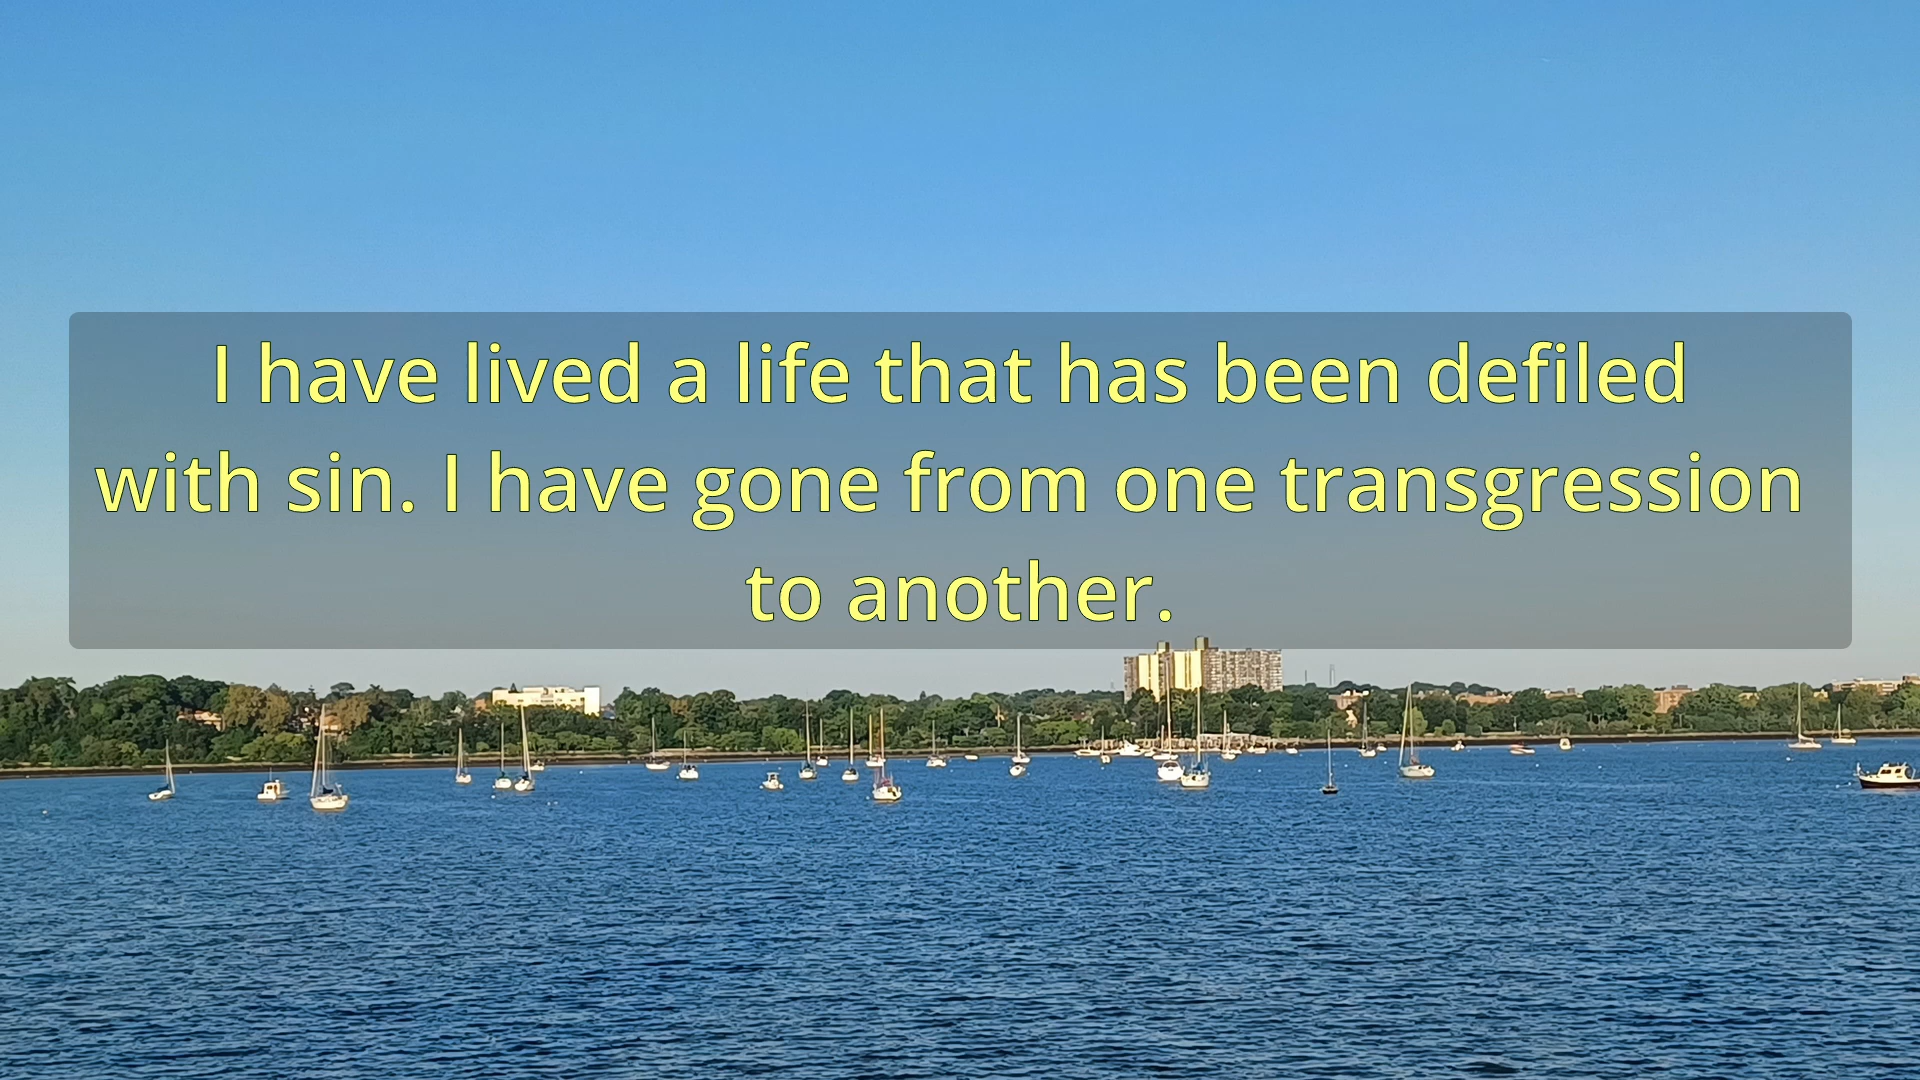 I have lived a life that has been defiled
with sin. I have gone from one transgression
to another.